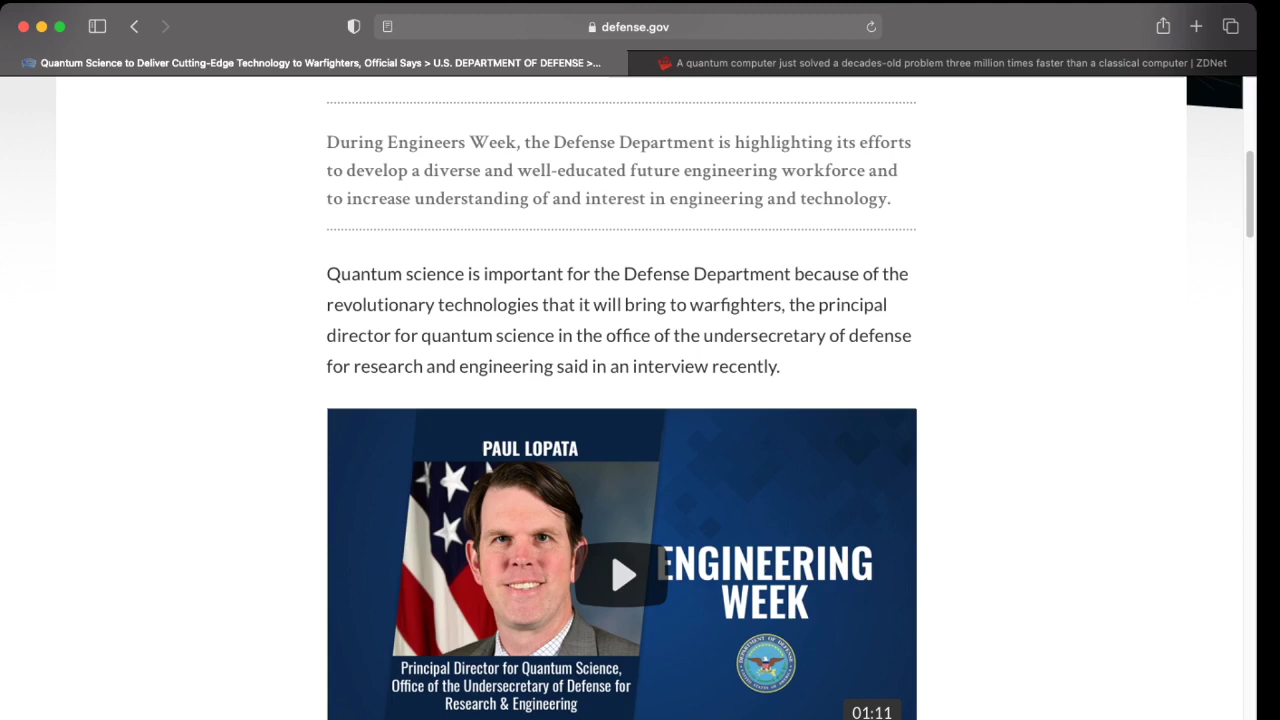 defense.gov
Quantum Science to Deliver Cutting-Edge Technology to Warfighters, Official Says > U.S. DEPARTMENT OF DEFENSE >...
A quantum computer just solved a decades-old problem three million times faster than a classical computer | ZDNet
During Engineers Week, the Defense Department is highlighting its efforts
to develop a diverse and well-educated future engineering workforce and
to increase understanding of and interest in engineering and technology.
Quantum science is important for the Defense Department because of the
revolutionary technologies that it will bring to warfighters, the principal
director for quantum science in the office of the undersecretary of defense
for research and engineering said in an interview recently.
PAUL LOPATA
ENGINEERING
WEEK
Principal Director for Quantum Science,
Office of the Undersecretary of Defense for
Research & Engineering
01:11